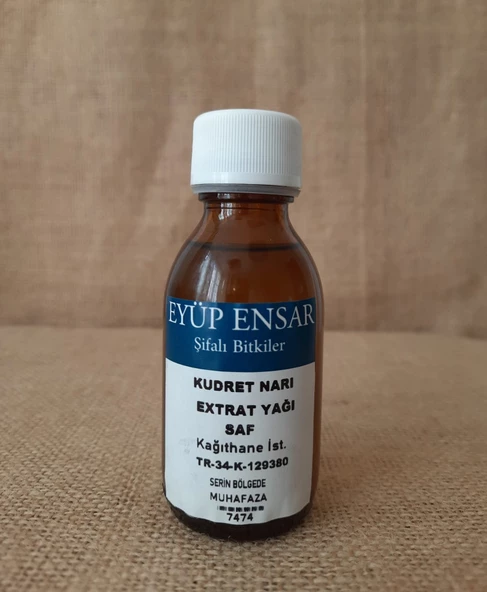 EYÜP ENSAR
Şifalı Bitkiler
KUDRET NARI
EXTRAT YAĞI
SAF
Kağıthane İst.
TR-34-K-129380
SERİN BÖLGEDE
MUHAFAZA
7474